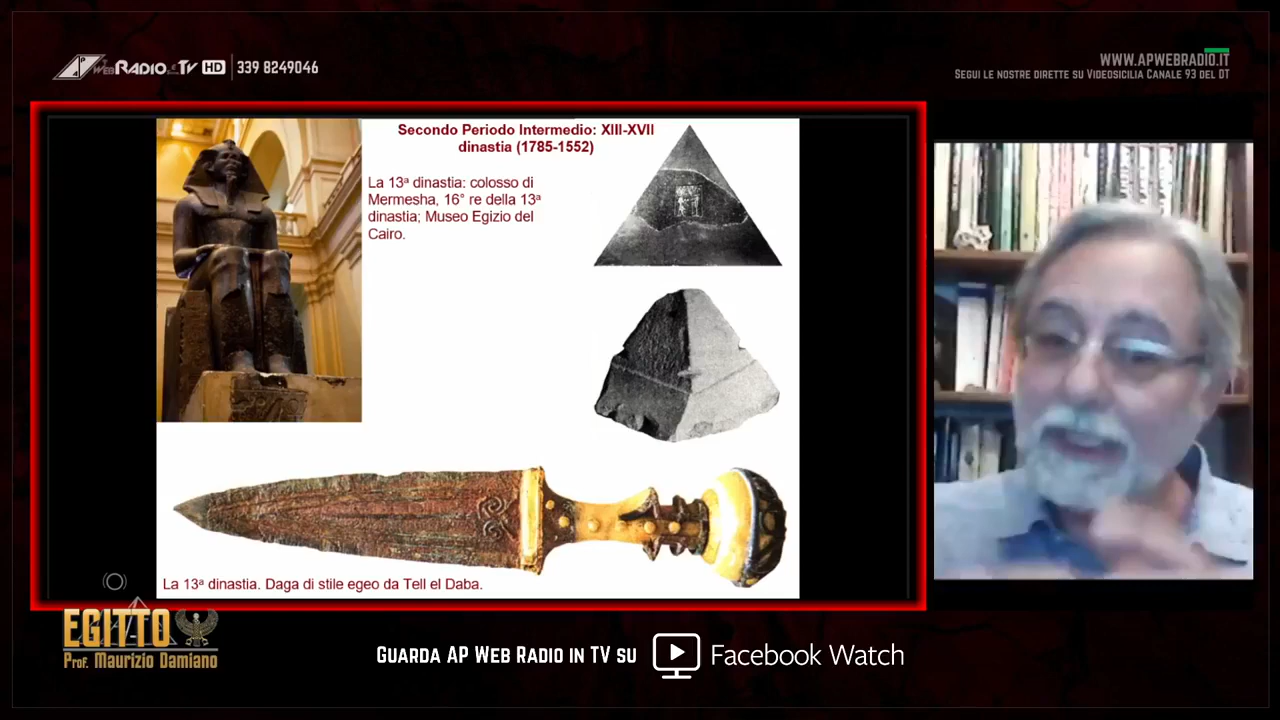 AP WEB RADIO E TV HD 339 8249046
WWW.APWEBRADIO.IT
SEGUI LE NOSTRE DIRETTE SU VIDEOSICILIA CANALE 93 DEL DT
Secondo Periodo Intermedio: XIII-XVII
dinastia (1785-1552)
La 13ª dinastia: colosso di
Mermesha, 16° re della 13ª
dinastia; Museo Egizio del
Cairo.
La 13ª dinastia. Daga di stile egeo da Tell el Daba.
EGITTO
Prof. Maurizio Damiano
GUARDA AP WEB RADIO IN TV SU
Facebook Watch